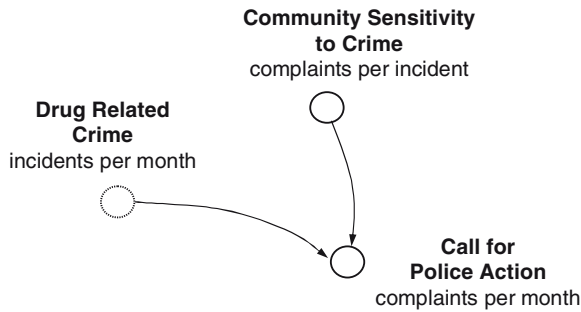 Community Sensitivity
to Crime
complaints per incident
Drug Related
Crime
incidents per month
Call for
Police Action
complaints per month